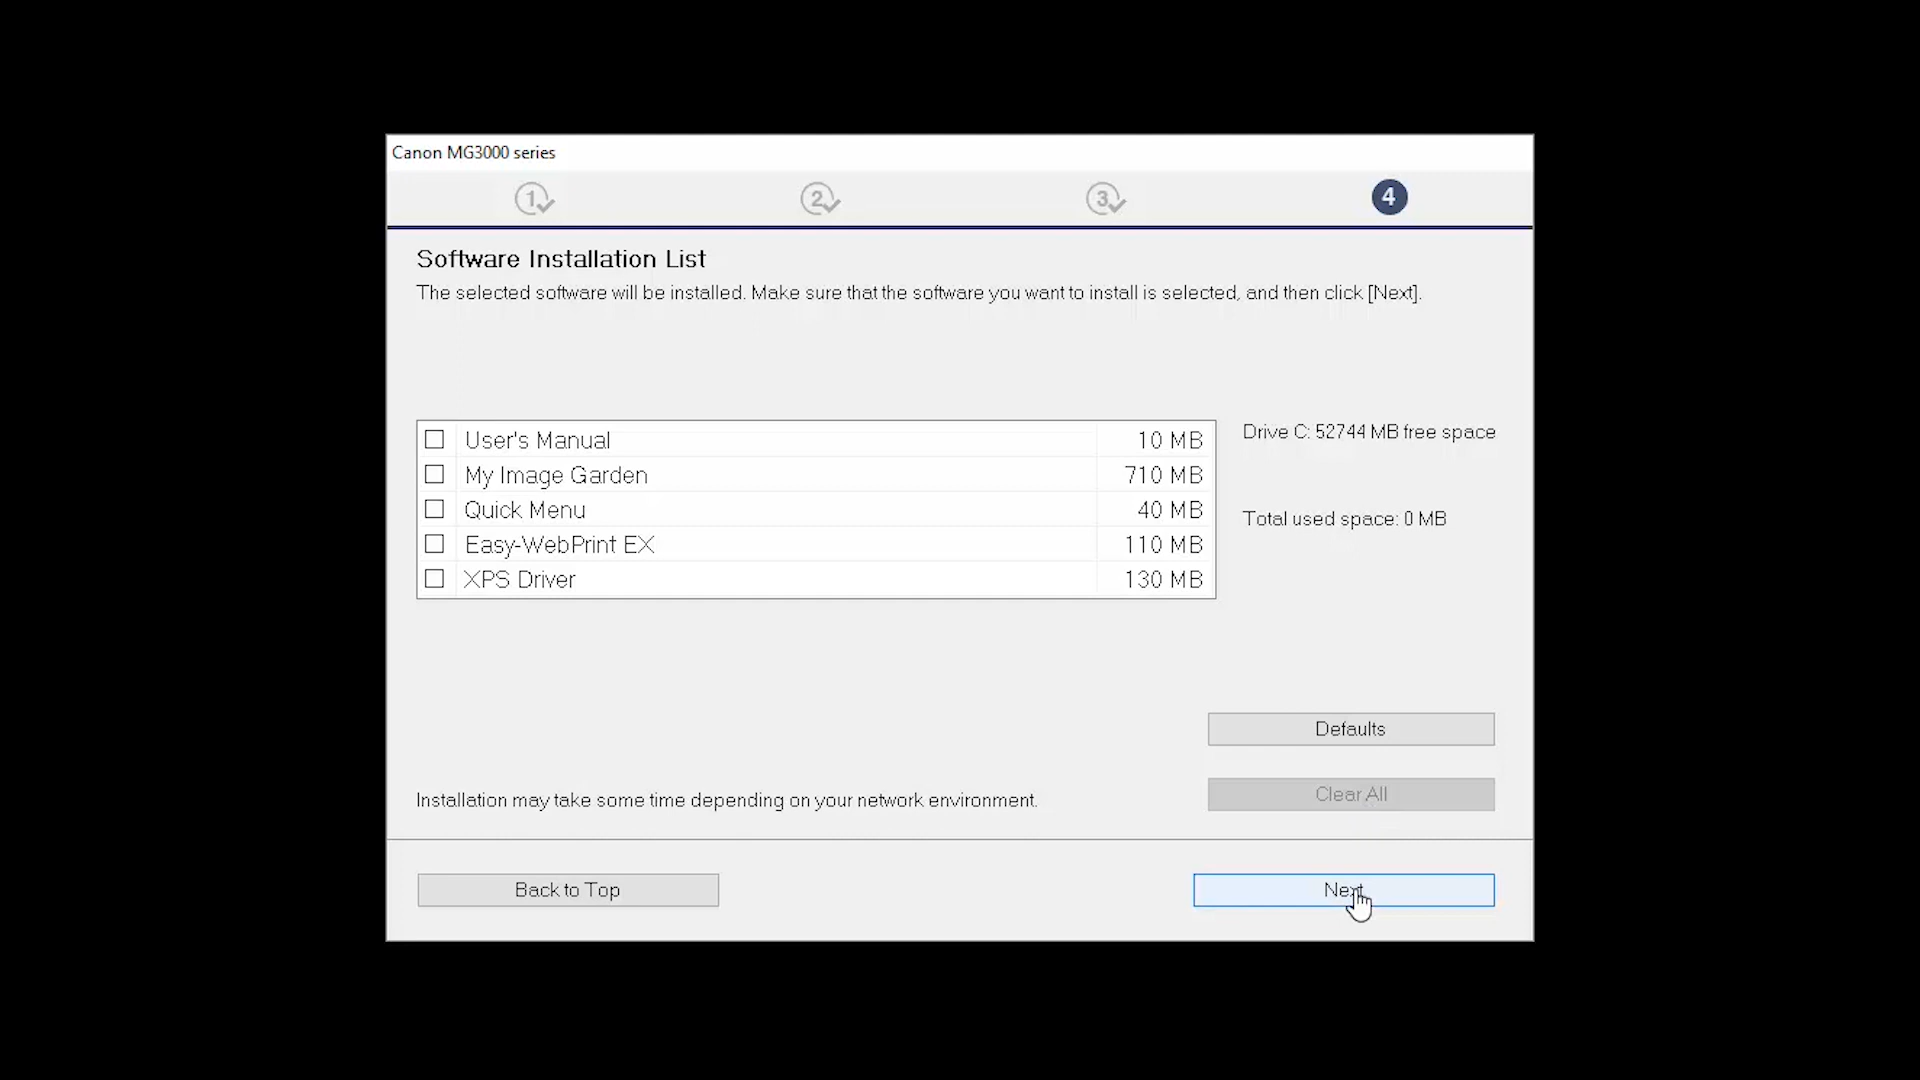 Canon MG3000 series
1 2 3 4
Software Installation List
The selected software will be installed. Make sure that the software you want to install is selected, and then click [Next].
User's Manual 10 MB
My Image Garden 710 MB
Quick Menu 40 MB
Easy-WebPrint EX 110 MB
XPS Driver 130 MB
Drive C: 52744 MB free space
Total used space: 0 MB
Defaults
Clear All
Installation may take some time depending on your network environment.
Back to Top
Next